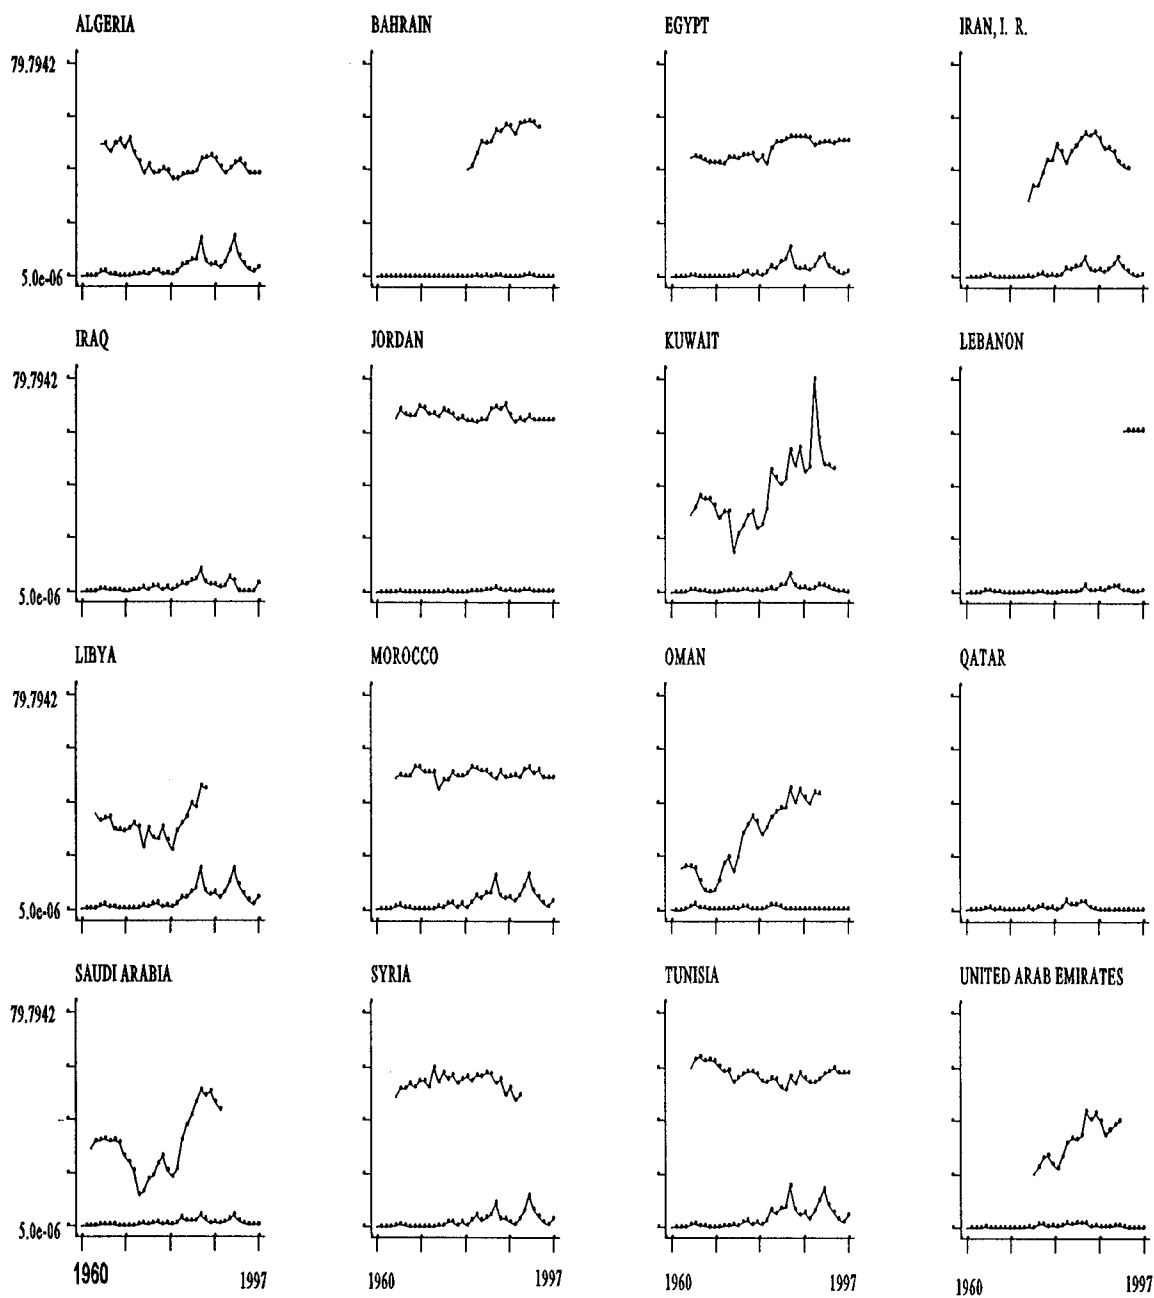 ALGERIA BAHRAIN EGYPT IRAN, I. R.
79.7942
5.0e-06
IRAQ JORDAN KUWAIT LEBANON
79.7942
5.0e-06
LIBYA MOROCCO OMAN QATAR
79.7942
5.0e-06
SAUDI ARABIA SYRIA TUNISIA UNITED ARAB EMIRATES
79.7942
5.0e-06
1960 1997 1960 1997 1960 1997 1960 1997